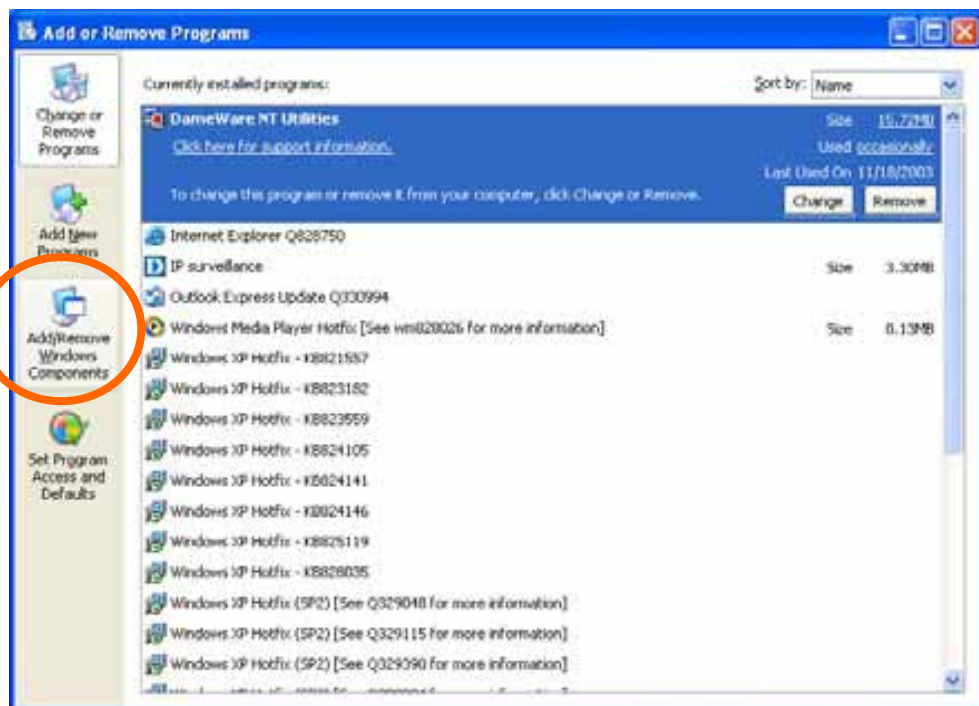 Add or Remove Programs
Change or
Remove
Programs
Add New
Programs
Add/Remove
Windows
Components
Set Program
Access and
Defaults
Currently installed programs:
Sort by: Name
DameWare NT Utilities
Size 15.72MB
Click here for support information.
Used occasionally
Last Used On 11/18/2003
To change this program or remove it from your computer, click Change or Remove.
Change Remove
Internet Explorer Q828750
IP surveillance Size 3.30MB
Outlook Express Update Q330994
Windows Media Player Hotfix [See wm828026 for more information] Size 0.13MB
Windows XP Hotfix - KB821557
Windows XP Hotfix - KB823182
Windows XP Hotfix - KB823559
Windows XP Hotfix - KB824105
Windows XP Hotfix - KB824141
Windows XP Hotfix - KB824146
Windows XP Hotfix - KB825119
Windows XP Hotfix - KB828035
Windows XP Hotfix (SP2) [See Q329048 for more information]
Windows XP Hotfix (SP2) [See Q329115 for more information]
Windows XP Hotfix (SP2) [See Q329390 for more information]